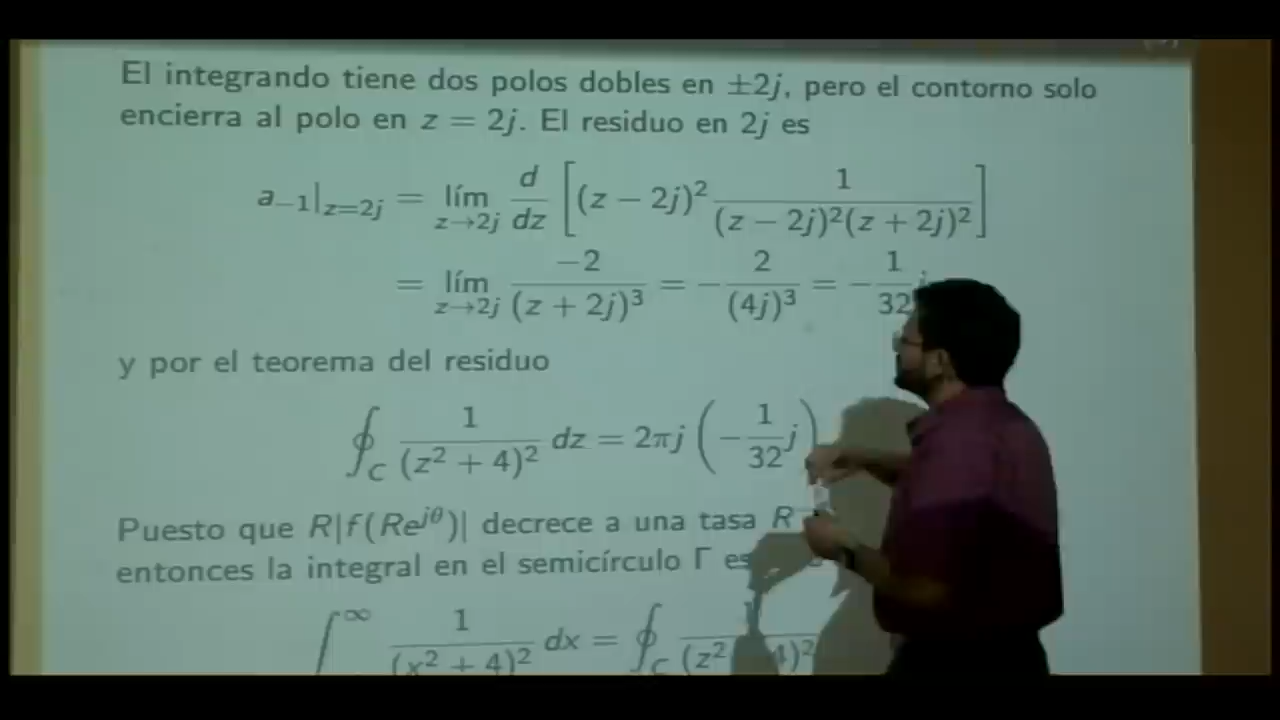 El integrando tiene dos polos dobles en ±2j, pero el contorno solo
encierra al polo en z = 2j. El residuo en 2j es
a₋₁|z=2j = lím z→2j d/dz [(z − 2j)² 1/((z − 2j)²(z + 2j)²)]
= lím z→2j −2/(z + 2j)³ = − 2/(4j)³ = − 1/32 j
y por el teorema del residuo
∮C 1/(z² + 4)² dz = 2πj (− 1/32 j)
Puesto que R|f(Re^{jθ})| decrece a una tasa R
entonces la integral en el semicírculo Γ es
∫ ∞ 1/(x² + 4)² dx = ∮C 1/(z² 4)²